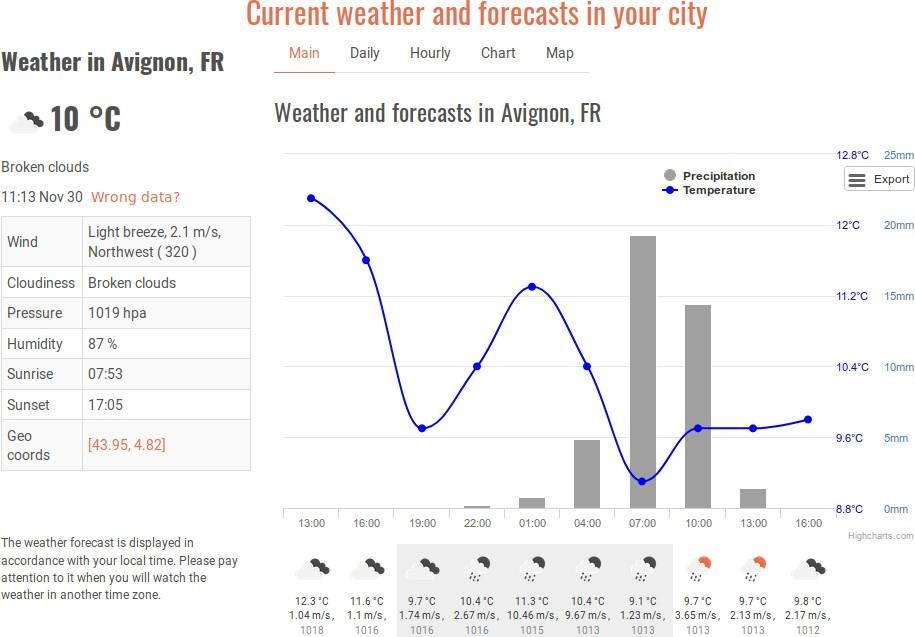 Current weather and forecasts in your city
Weather in Avignon, FR
10 °C
Broken clouds
11:13 Nov 30 Wrong data?
Wind Light breeze, 2.1 m/s,
Northwest ( 320 )
Cloudiness Broken clouds
Pressure 1019 hpa
Humidity 87 %
Sunrise 07:53
Sunset 17:05
Geo
coords [43.95, 4.82]
The weather forecast is displayed in
accordance with your local time. Please pay
attention to it when you will watch the
weather in another time zone.
Main Daily Hourly Chart Map
Weather and forecasts in Avignon, FR
12.8°C 25mm
Precipitation
Temperature
Export
12°C 20mm
11.2°C 15mm
10.4°C 10mm
9.6°C 5mm
8.8°C 0mm
13:00 16:00 19:00 22:00 01:00 04:00 07:00 10:00 13:00 16:00
Highcharts.com
12.3 °C 11.6 °C 9.7 °C 10.4 °C 11.3 °C 10.4 °C 9.1 °C 9.7 °C 9.7 °C 9.8 °C
1.04 m/s, 1.1 m/s, 1.74 m/s, 2.67 m/s, 10.46 m/s, 9.67 m/s, 1.23 m/s, 3.65 m/s, 2.13 m/s, 2.17 m/s,
1018 1016 1016 1016 1015 1013 1013 1013 1013 1012